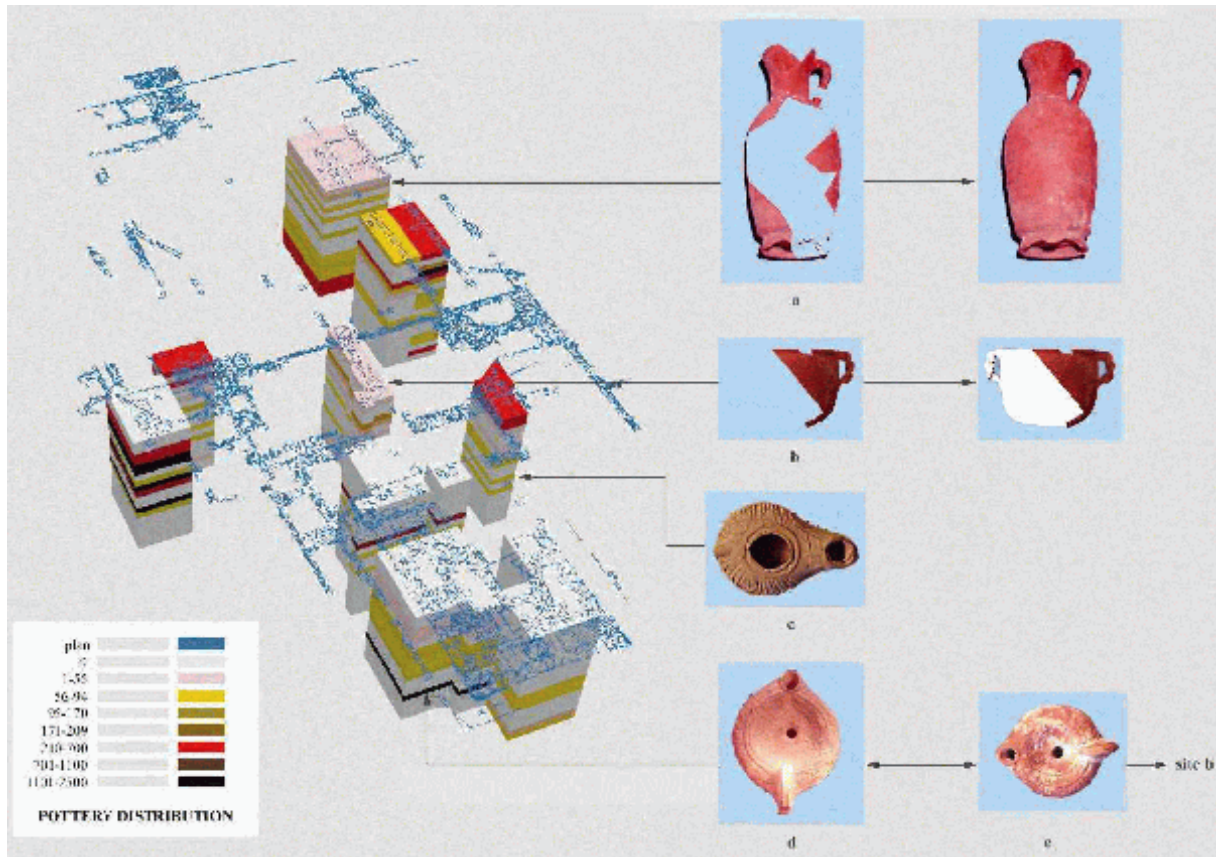 a
b
c
d
e
site b
plan
0
1-55
56-94
95-170
171-209
210-700
701-1100
1101-2500
POTTERY DISTRIBUTION